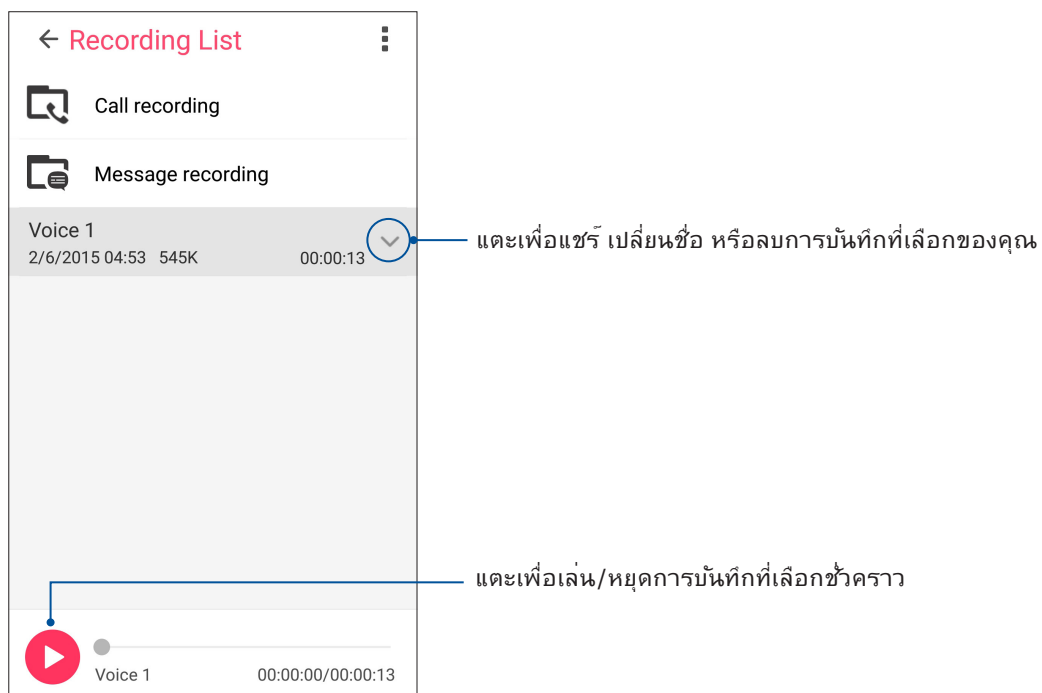 Recording List
Call recording
Message recording
Voice 1
2/6/2015 04:53 545K 00:00:13
แตะเพื่อแชร์ เปลี่ยนชื่อ หรือลบการบันทึกที่เลือกของคุณ
แตะเพื่อเล่น/หยุดการบันทึกที่เลือกชั่วคราว
Voice 1 00:00:00/00:00:13